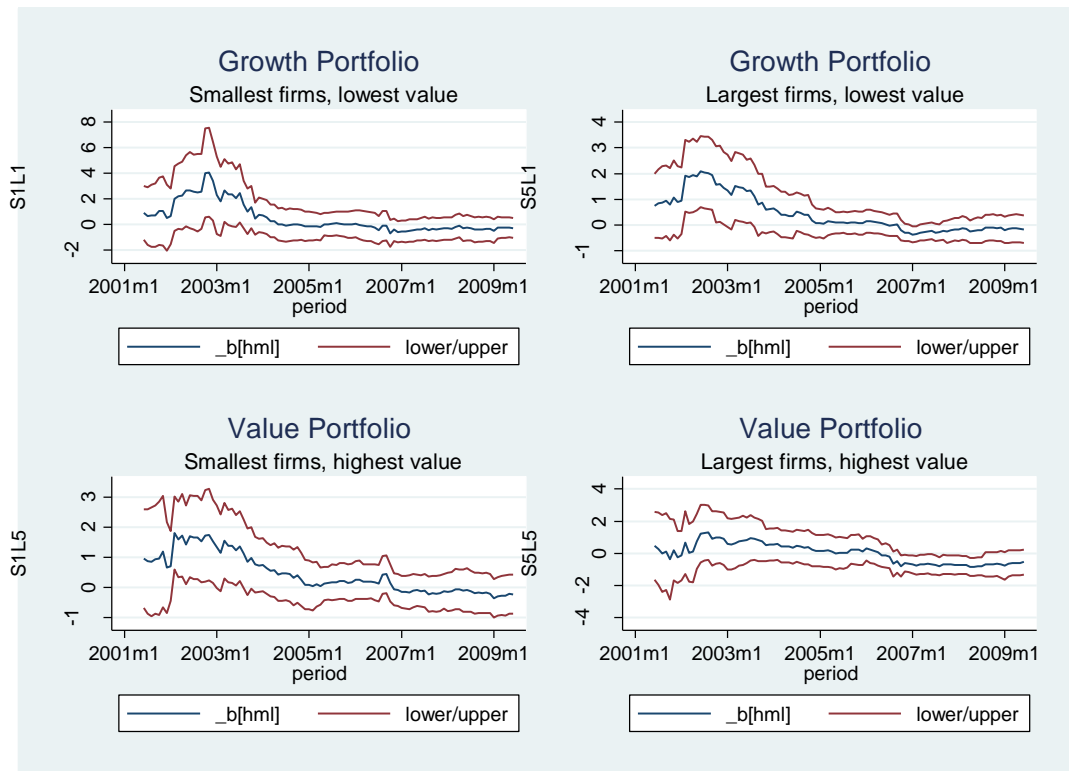 Growth Portfolio
Smallest firms, lowest value
S1L1
8
6
4
2
0
-2
2001m1 2003m1 2005m1 2007m1 2009m1
period
_b[hml] lower/upper
Growth Portfolio
Largest firms, lowest value
S5L1
4
3
2
1
0
-1
2001m1 2003m1 2005m1 2007m1 2009m1
period
_b[hml] lower/upper
Value Portfolio
Smallest firms, highest value
S1L5
3
2
1
0
-1
2001m1 2003m1 2005m1 2007m1 2009m1
period
_b[hml] lower/upper
Value Portfolio
Largest firms, highest value
S5L5
4
2
0
-2
-4
2001m1 2003m1 2005m1 2007m1 2009m1
period
_b[hml] lower/upper